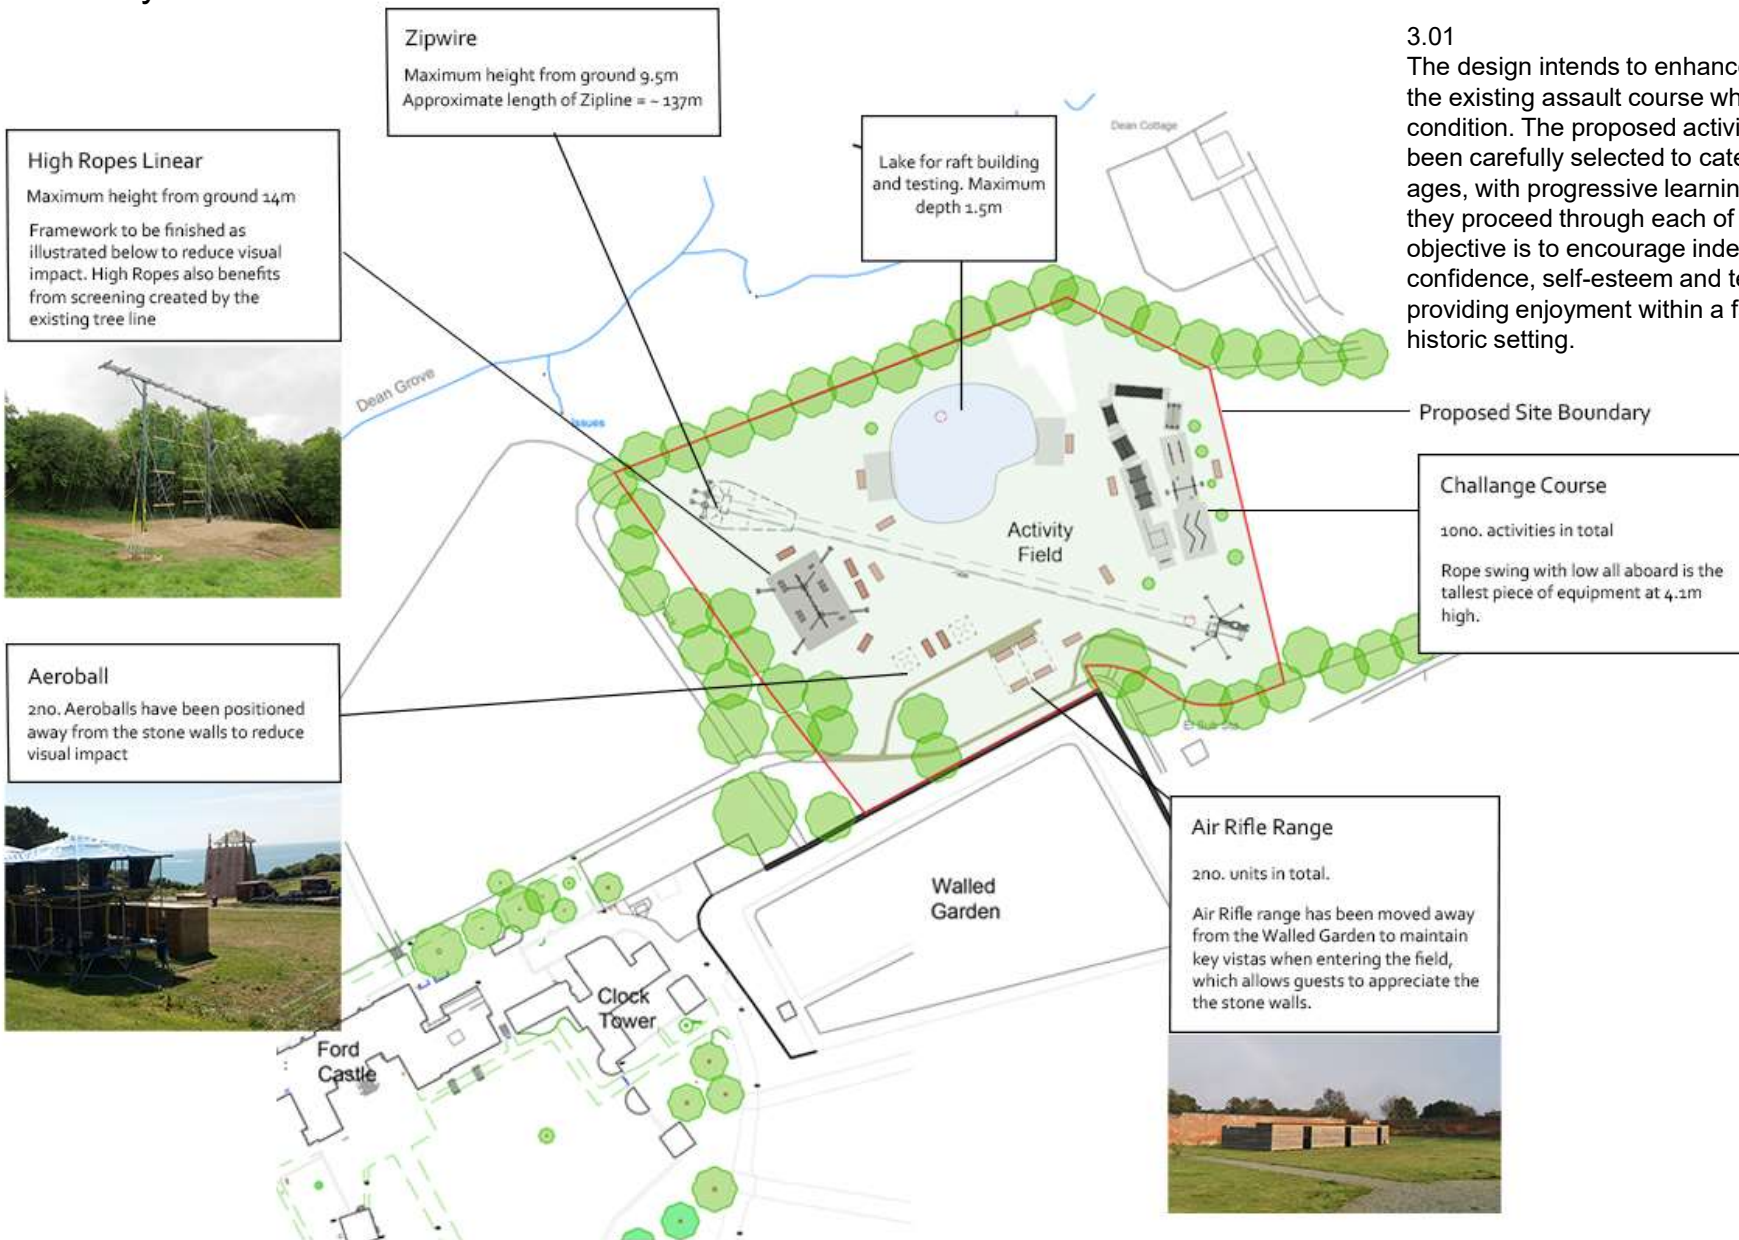 Zipwire
Maximum height from ground 9.5m
Approximate length of Zipline = ~ 137m
High Ropes Linear
Maximum height from ground 14m
Framework to be finished as
illustrated below to reduce visual
impact. High Ropes also benefits
from screening created by the
existing tree line
Lake for raft building
and testing. Maximum
depth 1.5m
Dean Cottage
3.01
The design intends to enhance
the existing assault course wh
condition. The proposed activi
been carefully selected to cate
ages, with progressive learnin
they proceed through each of
objective is to encourage inde
confidence, self-esteem and te
providing enjoyment within a f
historic setting.
Dean Grove
Issues
Proposed Site Boundary
Challange Course
10no. activities in total
Rope swing with low all aboard is the
tallest piece of equipment at 4.1m
high.
Activity
Field
Aeroball
2no. Aeroballs have been positioned
away from the stone walls to reduce
visual impact
El Sub Sta
Air Rifle Range
2no. units in total.
Air Rifle range has been moved away
from the Walled Garden to maintain
key vistas when entering the field,
which allows guests to appreciate the
the stone walls.
Walled
Garden
Clock
Tower
Ford
Castle